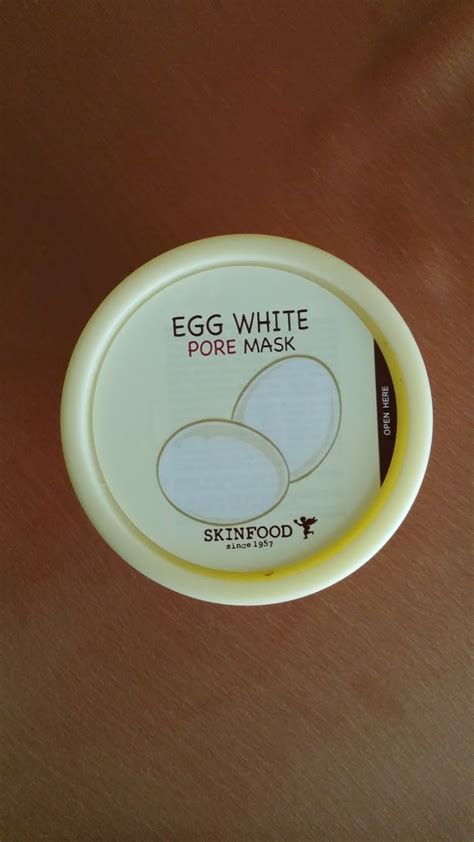 EGG WHITE
PORE MASK
OPEN HERE
SKINFOOD
since 1957